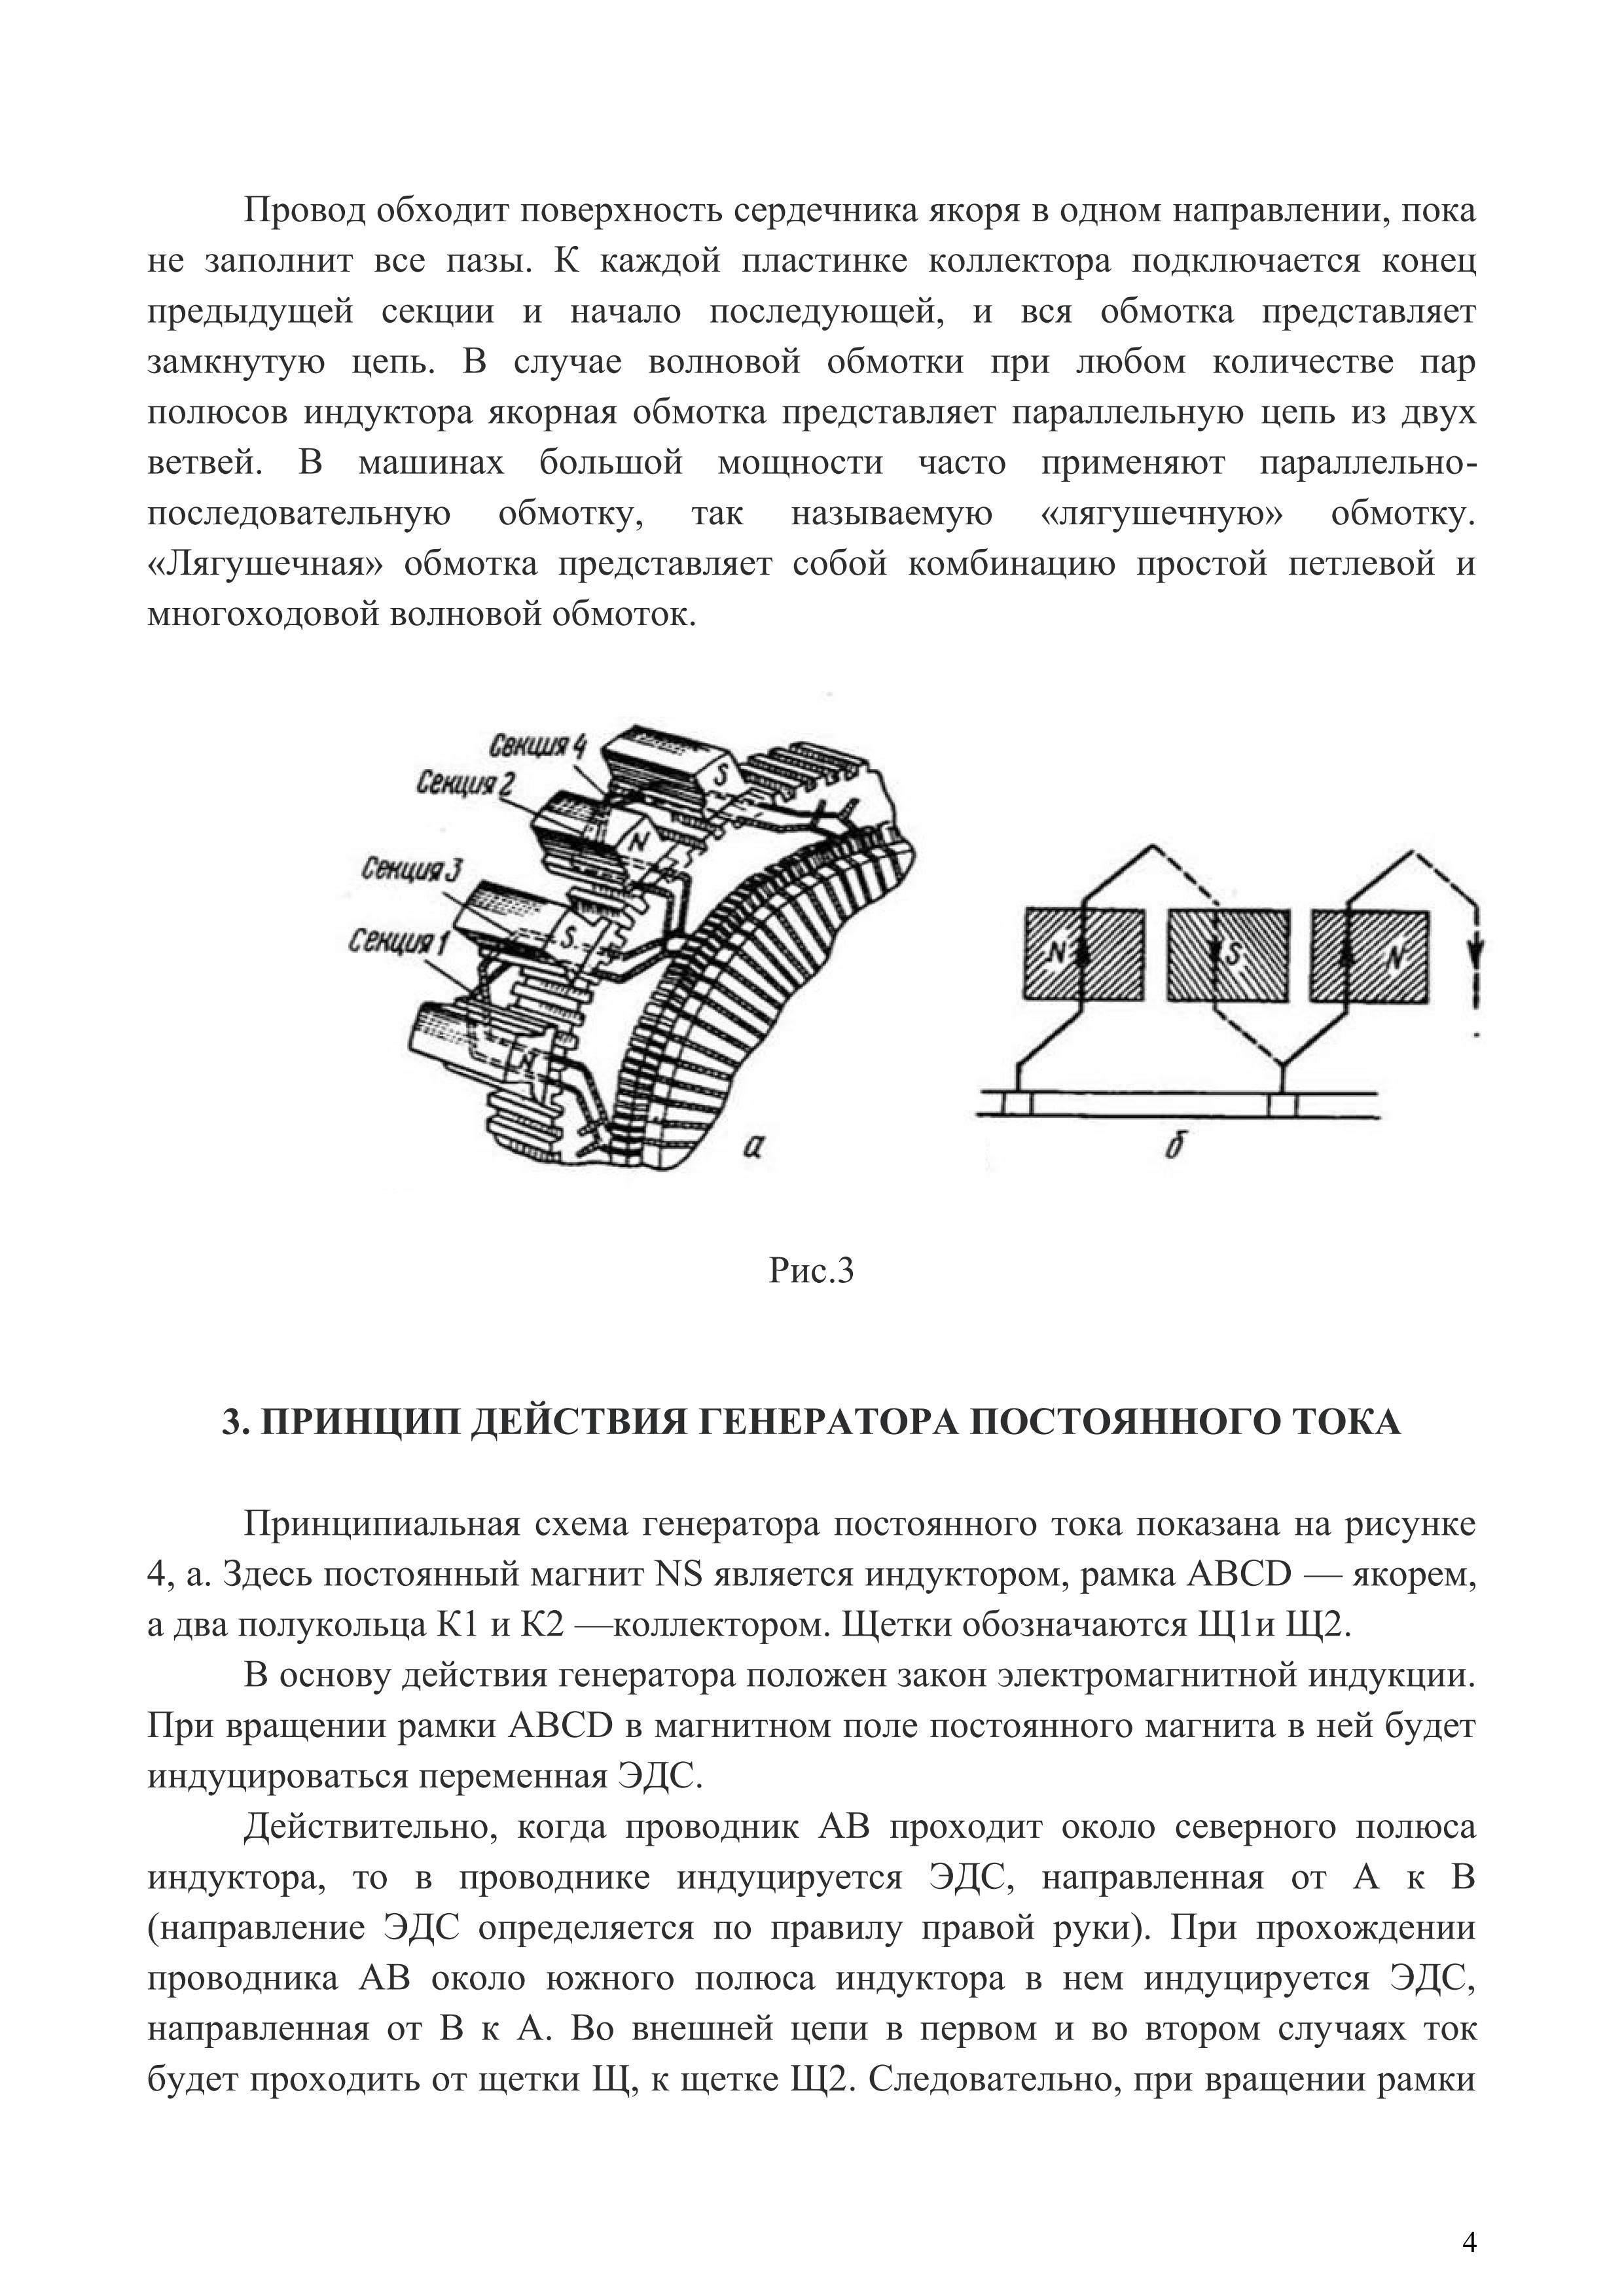 Провод обходит поверхность сердечника якоря в одном направлении, пока
не заполнит все пазы. К каждой пластинке коллектора подключается конец
предыдущей секции и начало последующей, и вся обмотка представляет
замкнутую цепь. В случае волновой обмотки при любом количестве пар
полюсов индуктора якорная обмотка представляет параллельную цепь из двух
ветвей. В машинах большой мощности часто применяют параллельно-
последовательную обмотку, так называемую «лягушечную» обмотку.
«Лягушечная» обмотка представляет собой комбинацию простой петлевой и
многоходовой волновой обмоток.
Секция 4
S
Секция 2
N
Секция 3
S
Секция 1
N
а
N
S
N
б
Рис.3
3. ПРИНЦИП ДЕЙСТВИЯ ГЕНЕРАТОРА ПОСТОЯННОГО ТОКА
Принципиальная схема генератора постоянного тока показана на рисунке
4, а. Здесь постоянный магнит NS является индуктором, рамка ABCD — якорем,
а два полукольца К1 и К2 —коллектором. Щетки обозначаются Щ1и Щ2.
В основу действия генератора положен закон электромагнитной индукции.
При вращении рамки ABCD в магнитном поле постоянного магнита в ней будет
индуцироваться переменная ЭДС.
Действительно, когда проводник АВ проходит около северного полюса
индуктора, то в проводнике индуцируется ЭДС, направленная от А к В
(направление ЭДС определяется по правилу правой руки). При прохождении
проводника АВ около южного полюса индуктора в нем индуцируется ЭДС,
направленная от В к А. Во внешней цепи в первом и во втором случаях ток
будет проходить от щетки Щ, к щетке Щ2. Следовательно, при вращении рамки
4